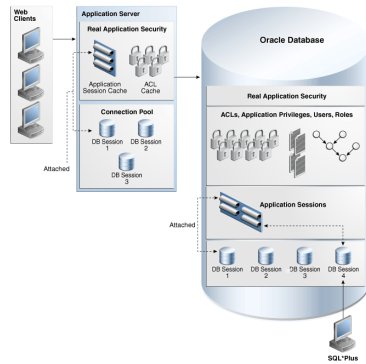 Web
Clients
Application Server
Real Application Security
Application
Session Cache
ACL
Cache
Connection Pool
DB Session
1
DB Session
2
DB Session
3
Attached
Oracle Database
Real Application Security
ACLs, Application Privileges, Users, Roles
Application Sessions
Attached
DB Session
1
DB Session
2
DB Session
3
DB Session
4
SQL*Plus